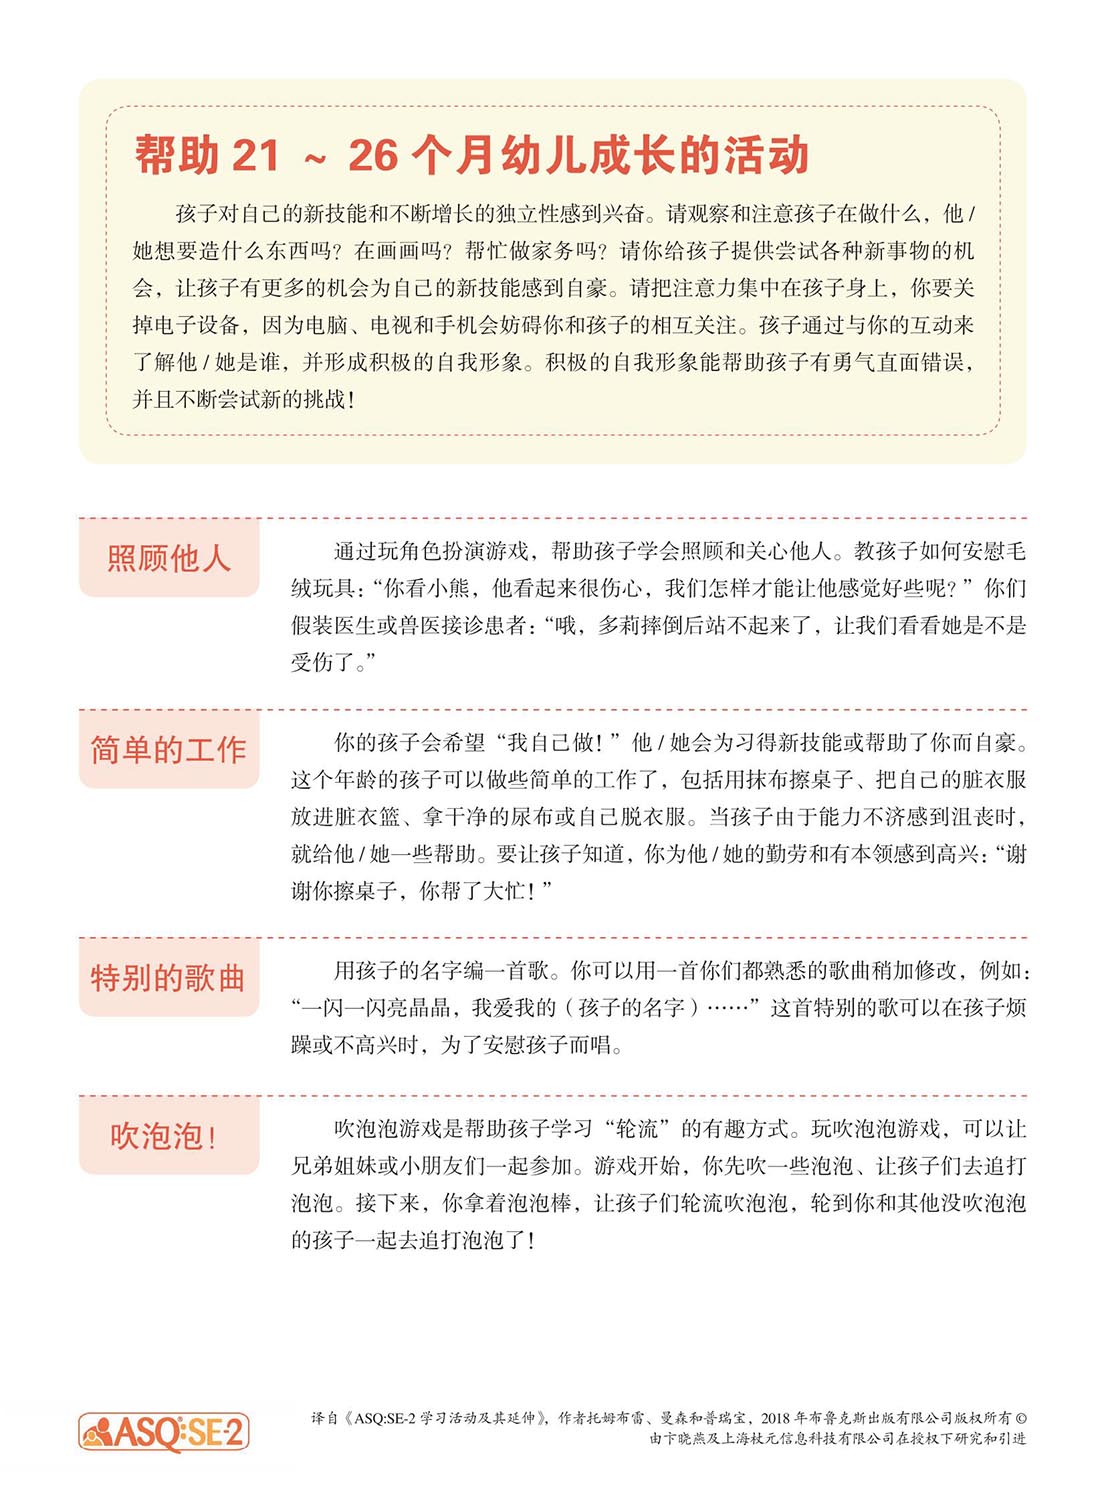 帮助 21 ~ 26 个月幼儿成长的活动
孩子对自己的新技能和不断增长的独立性感到兴奋。请观察和注意孩子在做什么，他 /
她想要造什么东西吗？在画画吗？帮忙做家务吗？请你给孩子提供尝试各种新事物的机
会，让孩子有更多的机会为自己的新技能感到自豪。请把注意力集中在孩子身上，你要关
掉电子设备，因为电脑、电视和手机会妨碍你和孩子的相互关注。孩子通过与你的互动来
了解他 / 她是谁，并形成积极的自我形象。积极的自我形象能帮助孩子有勇气直面错误，
并且不断尝试新的挑战！
照顾他人
通过玩角色扮演游戏，帮助孩子学会照顾和关心他人。教孩子如何安慰毛
绒玩具：“你看小熊，他看起来很伤心，我们怎样才能让他感觉好些呢？”你们
假装医生或兽医接诊患者：“哦，多莉摔倒后站不起来了，让我们看看她是不是
受伤了。”
简单的工作
你的孩子会希望“我自己做！”他 / 她会为习得新技能或帮助了你而自豪。
这个年龄的孩子可以做些简单的工作了，包括用抹布擦桌子、把自己的脏衣服
放进脏衣篮、拿干净的尿布或自己脱衣服。当孩子由于能力不济感到沮丧时，
就给他 / 她一些帮助。要让孩子知道，你为他 / 她的勤劳和有本领感到高兴：“谢
谢你擦桌子，你帮了大忙！”
特别的歌曲
用孩子的名字编一首歌。你可以用一首你们都熟悉的歌曲稍加修改，例如：
“一闪一闪亮晶晶，我爱我的（孩子的名字）……”这首特别的歌可以在孩子烦
躁或不高兴时，为了安慰孩子而唱。
吹泡泡！
吹泡泡游戏是帮助孩子学习“轮流”的有趣方式。玩吹泡泡游戏，可以让
兄弟姐妹或小朋友们一起参加。游戏开始，你先吹一些泡泡、让孩子们去追打
泡泡。接下来，你拿着泡泡棒，让孩子们轮流吹泡泡，轮到你和其他没吹泡泡
的孩子一起去追打泡泡了！
ASQ:SE-2
译自《ASQ:SE-2 学习活动及其延伸》，作者托姆布雷、曼森和普瑞宝，2018 年布鲁克斯出版有限公司版权所有 ©
由卞晓燕及上海杖元信息科技有限公司在授权下研究和引进